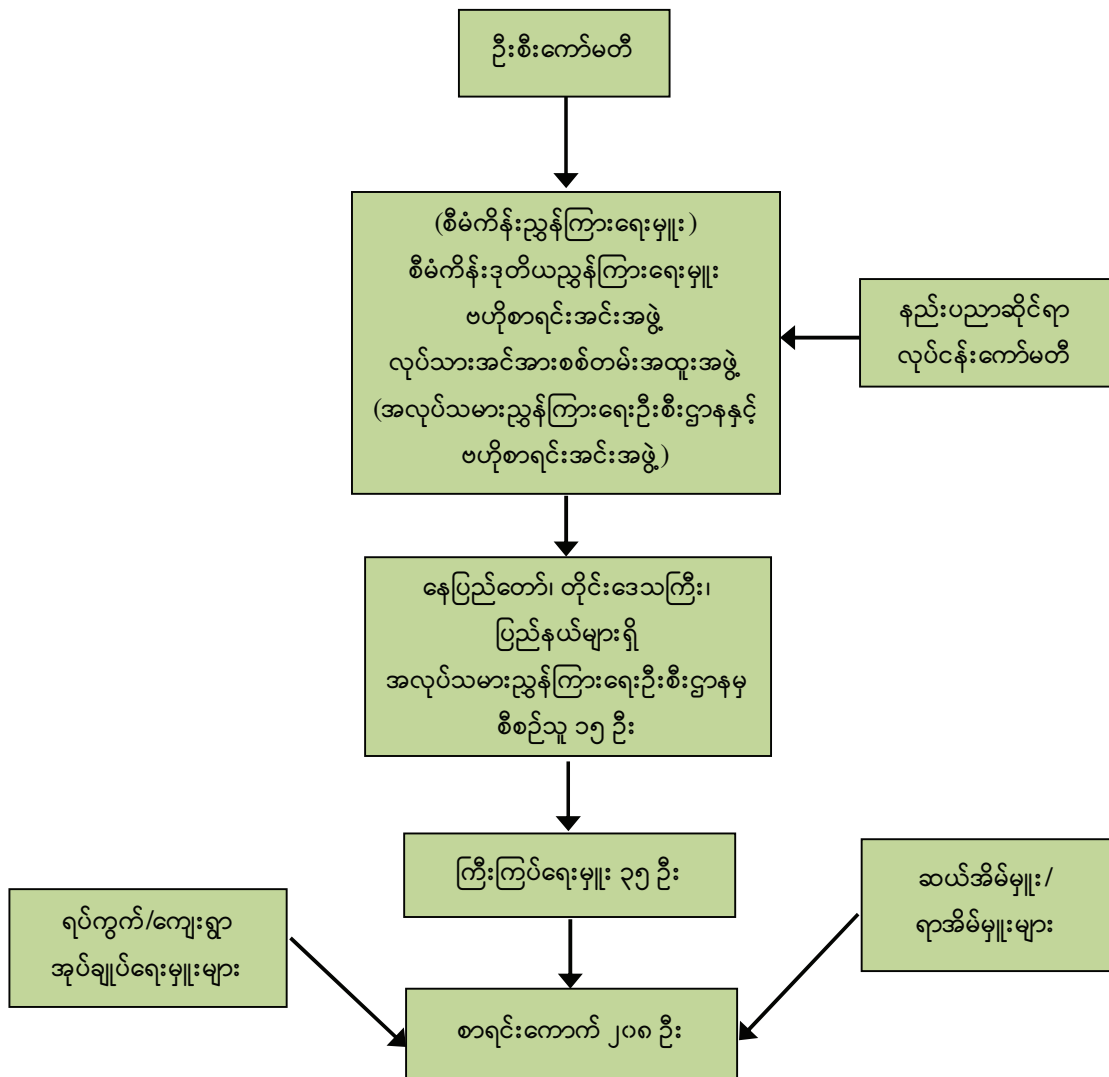 ဦးစီးကော်မတီ
(စီမံကိန်းညွှန်ကြားရေးမှူး)
စီမံကိန်းဒုတိယညွှန်ကြားရေးမှူး
ဗဟိုစာရင်းအင်းအဖွဲ့
လုပ်သားအင်အားစစ်တမ်းအထူးအဖွဲ့
(အလုပ်သမားညွှန်ကြားရေးဦးစီးဌာနနှင့်
ဗဟိုစာရင်းအင်းအဖွဲ့)
နည်းပညာဆိုင်ရာ
လုပ်ငန်းကော်မတီ
နေပြည်တော်၊ တိုင်းဒေသကြီး၊
ပြည်နယ်များရှိ
အလုပ်သမားညွှန်ကြားရေးဦးစီးဌာနမှ
စီစဉ်သူ ၁၅ ဦး
ကြီးကြပ်ရေးမှူး ၃၅ ဦး
ဆယ်အိမ်မှူး/
ရာအိမ်မှူးများ
ရပ်ကွက်/ကျေးရွာ
အုပ်ချုပ်ရေးမှူးများ
စာရင်းကောက် ၂၀၈ ဦး